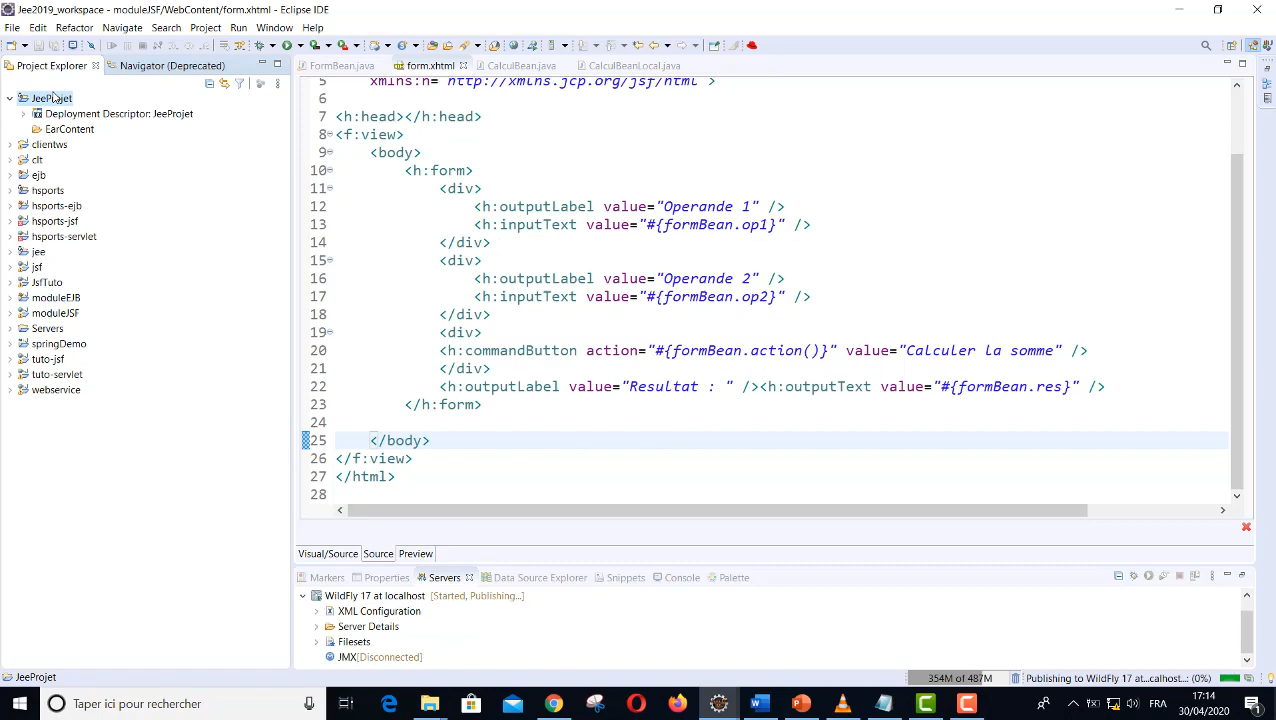 Jee2019_workspace - moduleJSF/WebContent/form.xhtml - Eclipse IDE
File Edit Refactor Navigate Search Project Run Window Help
Project Explorer Navigator (Deprecated)
FormBean.java form.xhtml CalculBean.java CalculBeanLocal.java
JeeProjet
Deployment Descriptor: JeeProjet
EarContent
clientws
clt
ejb
hsports
hsports-ejb
hsports-jsf
hsports-servlet
jee
jsf
JsfTuto
moduleEJB
moduleJSF
Servers
springDemo
tuto-jsf
tuto-servlet
webservice
5 xmlns:h="http://xmlns.jcp.org/jsf/html">
6
7 <h:head></h:head>
8 <f:view>
9 <body>
10 <h:form>
11 <div>
12 <h:outputLabel value="Operande 1" />
13 <h:inputText value="#{formBean.op1}" />
14 </div>
15 <div>
16 <h:outputLabel value="Operande 2" />
17 <h:inputText value="#{formBean.op2}" />
18 </div>
19 <div>
20 <h:commandButton action="#{formBean.action()}" value="Calculer la somme" />
21 </div>
22 <h:outputLabel value="Resultat : " /><h:outputText value="#{formBean.res}" />
23 </h:form>
24
25 </body>
26 </f:view>
27 </html>
28
Visual/Source Source Preview
Markers Properties Servers Data Source Explorer Snippets Console Palette
WildFly 17 at localhost [Started, Publishing...]
XML Configuration
Server Details
Filesets
JMX[Disconnected]
JeeProjet
354M of 487M
Publishing to WildFly 17 at...: (0%)
Taper ici pour rechercher
FRA
17:14
30/04/2020